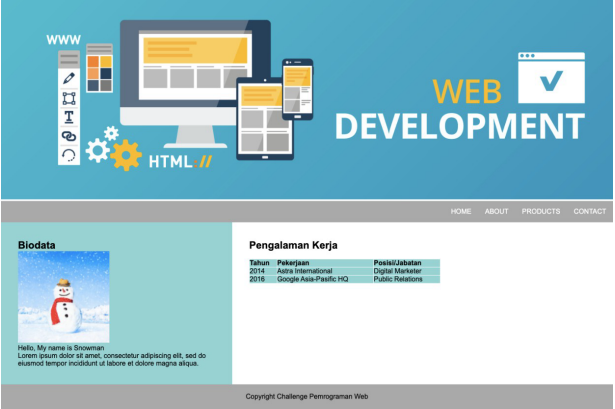 WWW
T
HTML://
WEB
DEVELOPMENT
HOME ABOUT PRODUCTS CONTACT
Biodata
Hello, My name is Snowman
Lorem ipsum dolor sit amet, consectetur adipiscing elit, sed do
eiusmod tempor incididunt ut labore et dolore magna aliqua.
Pengalaman Kerja
Tahun Pekerjaan Posisi/Jabatan
2014 Astra International Digital Marketer
2016 Google Asia-Pasific HQ Public Relations
Copyright Challenge Pemrograman Web